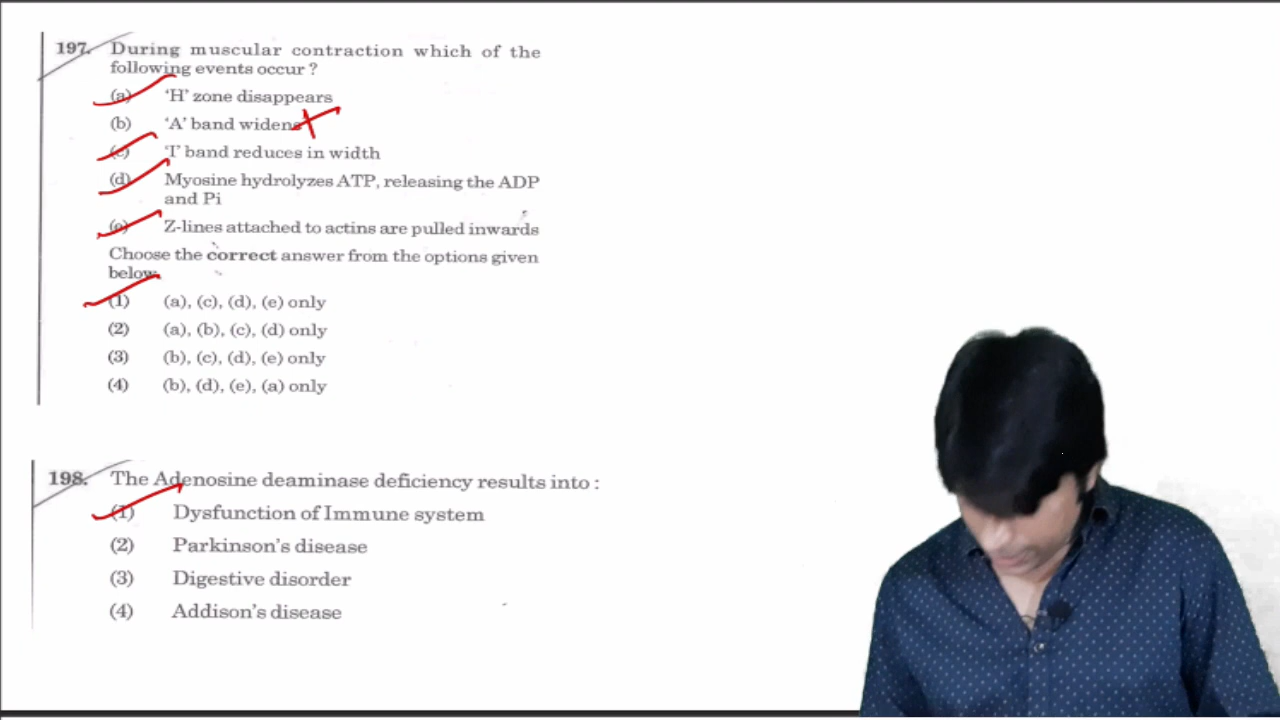 197. During muscular contraction which of the
following events occur ?
(a) 'H' zone disappears
(b) 'A' band widens
(c) 'I' band reduces in width
(d) Myosine hydrolyzes ATP, releasing the ADP
and Pi
(e) Z-lines attached to actins are pulled inwards
Choose the correct answer from the options given
below.
(1) (a), (c), (d), (e) only
(2) (a), (b), (c), (d) only
(3) (b), (c), (d), (e) only
(4) (b), (d), (e), (a) only
198. The Adenosine deaminase deficiency results into :
(1) Dysfunction of Immune system
(2) Parkinson's disease
(3) Digestive disorder
(4) Addison's disease